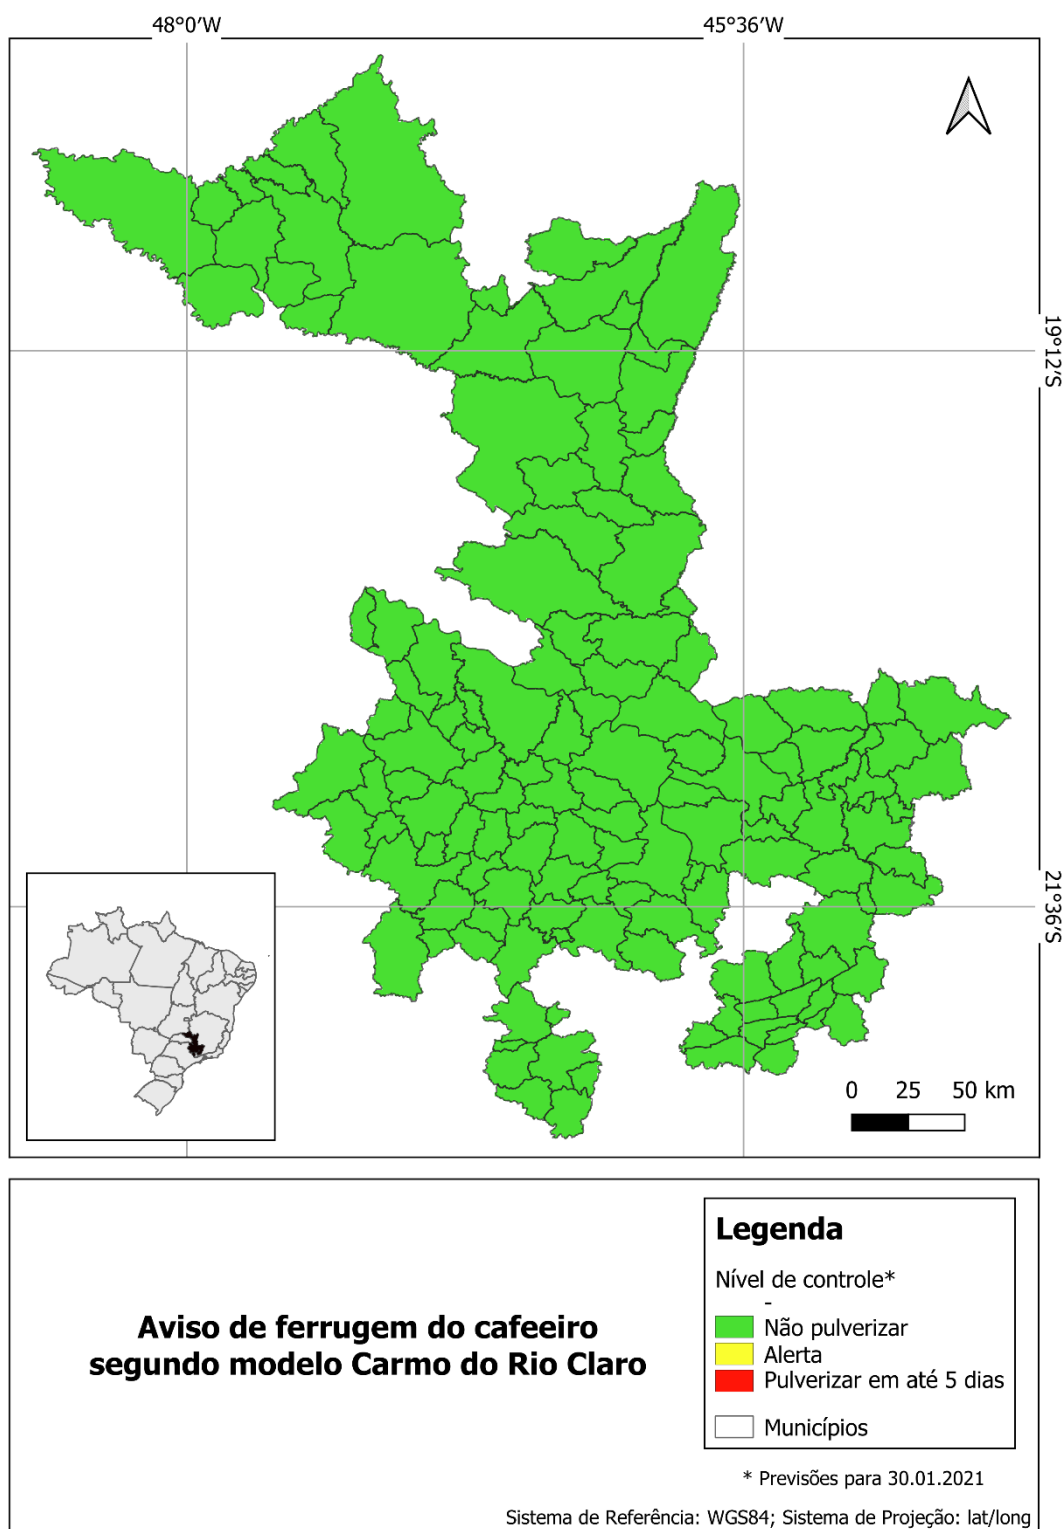 48°0'W
45°36'W
19°12'S
21°36'S
0 25 50 km
Aviso de ferrugem do cafeeiro
segundo modelo Carmo do Rio Claro
Legenda
Nível de controle*
-
Não pulverizar
Alerta
Pulverizar em até 5 dias
Municípios
* Previsões para 30.01.2021
Sistema de Referência: WGS84; Sistema de Projeção: lat/long